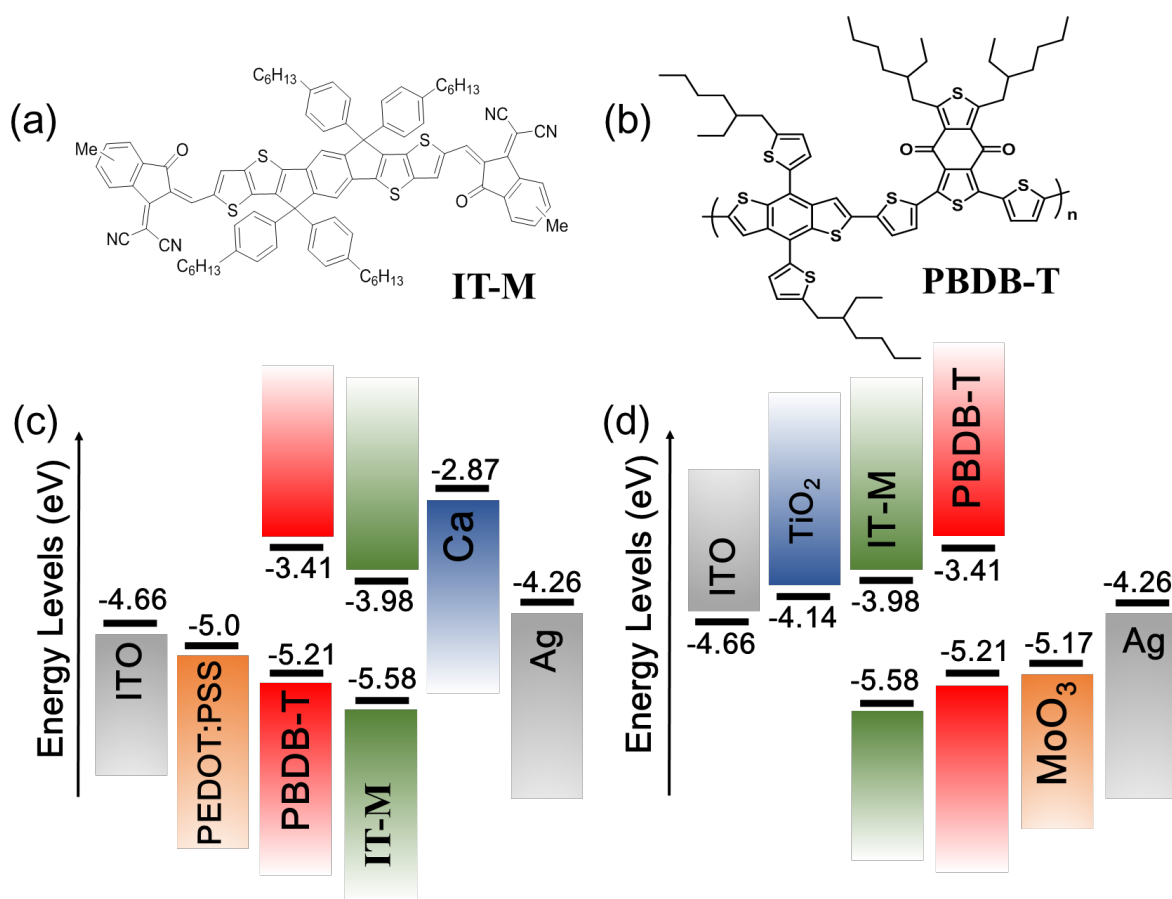 (a)
C6H13
C6H13
NC
CN
Me
O
S
S
S
S
O
Me
CN
CN
C6H13
C6H13
IT-M
(b)
S
S
O
O
S
S
S
S
S
S
n
PBDB-T
(c)
Energy Levels (eV)
-2.87
-3.41
-3.98
Ca
-4.66
-5.0
-4.26
ITO
-5.21
-5.58
Ag
PEDOT:PSS
PBDB-T
IT-M
(d)
Energy Levels (eV)
ITO
TiO2
IT-M
PBDB-T
-4.66
-4.14
-3.98
-3.41
-4.26
-5.58
-5.21
-5.17
Ag
MoO3